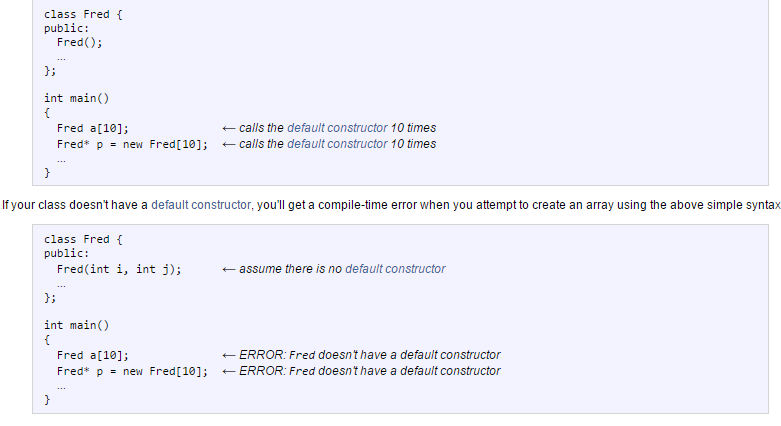 class Fred {
public:
  Fred();
  ...
};
int main()
{
  Fred a[10]; ← calls the default constructor 10 times
  Fred* p = new Fred[10]; ← calls the default constructor 10 times
  ...
}
If your class doesn't have a default constructor, you'll get a compile-time error when you attempt to create an array using the above simple syntax
class Fred {
public:
  Fred(int i, int j); ← assume there is no default constructor
  ...
};
int main()
{
  Fred a[10]; ← ERROR: Fred doesn't have a default constructor
  Fred* p = new Fred[10]; ← ERROR: Fred doesn't have a default constructor
  ...
}